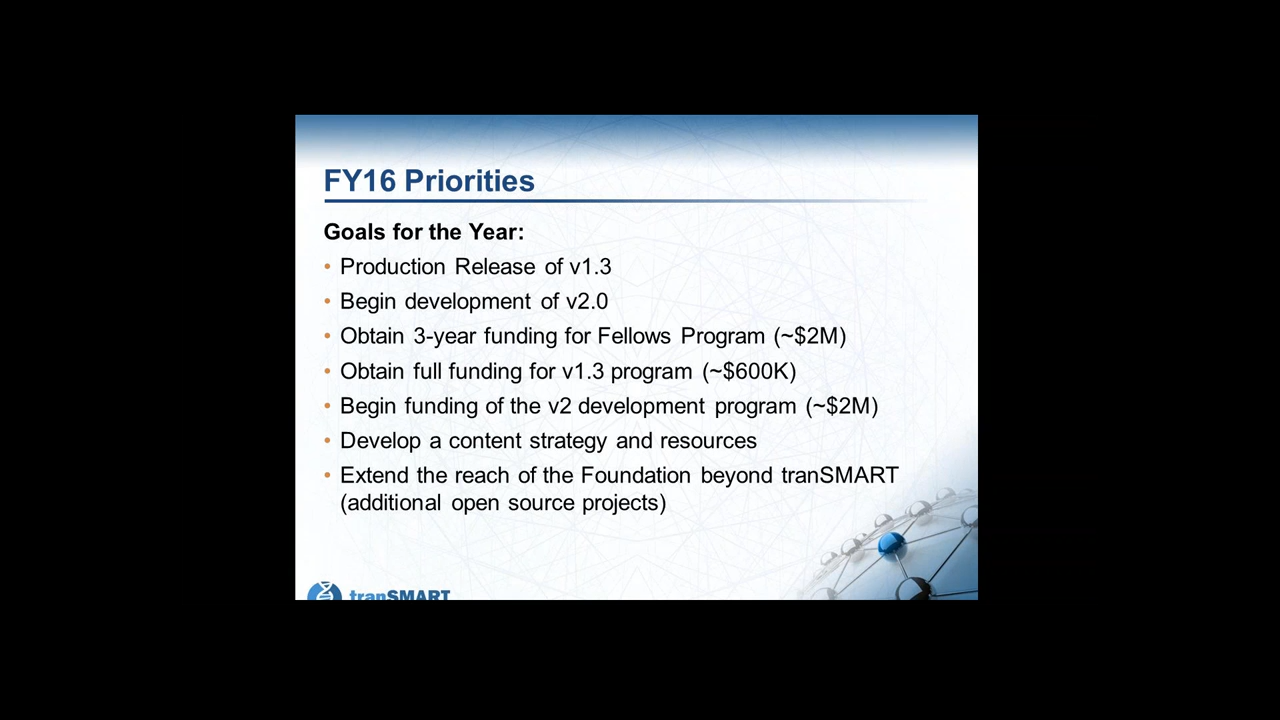 FY16 Priorities
Goals for the Year:
• Production Release of v1.3
• Begin development of v2.0
• Obtain 3-year funding for Fellows Program (~$2M)
• Obtain full funding for v1.3 program (~$600K)
• Begin funding of the v2 development program (~$2M)
• Develop a content strategy and resources
• Extend the reach of the Foundation beyond tranSMART
(additional open source projects)
tranSMART